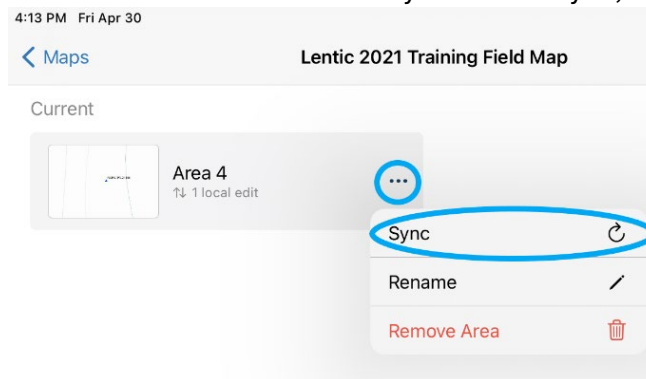 4:13 PM Fri Apr 30
Maps
Lentic 2021 Training Field Map
Current
Area 4
1 local edit
Sync
Rename
Remove Area